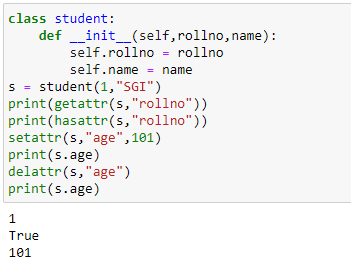 class student:
    def __init__(self,rollno,name):
        self.rollno = rollno
        self.name = name
s = student(1,"SGI")
print(getattr(s,"rollno"))
print(hasattr(s,"rollno"))
setattr(s,"age",101)
print(s.age)
delattr(s,"age")
print(s.age)
1
True
101